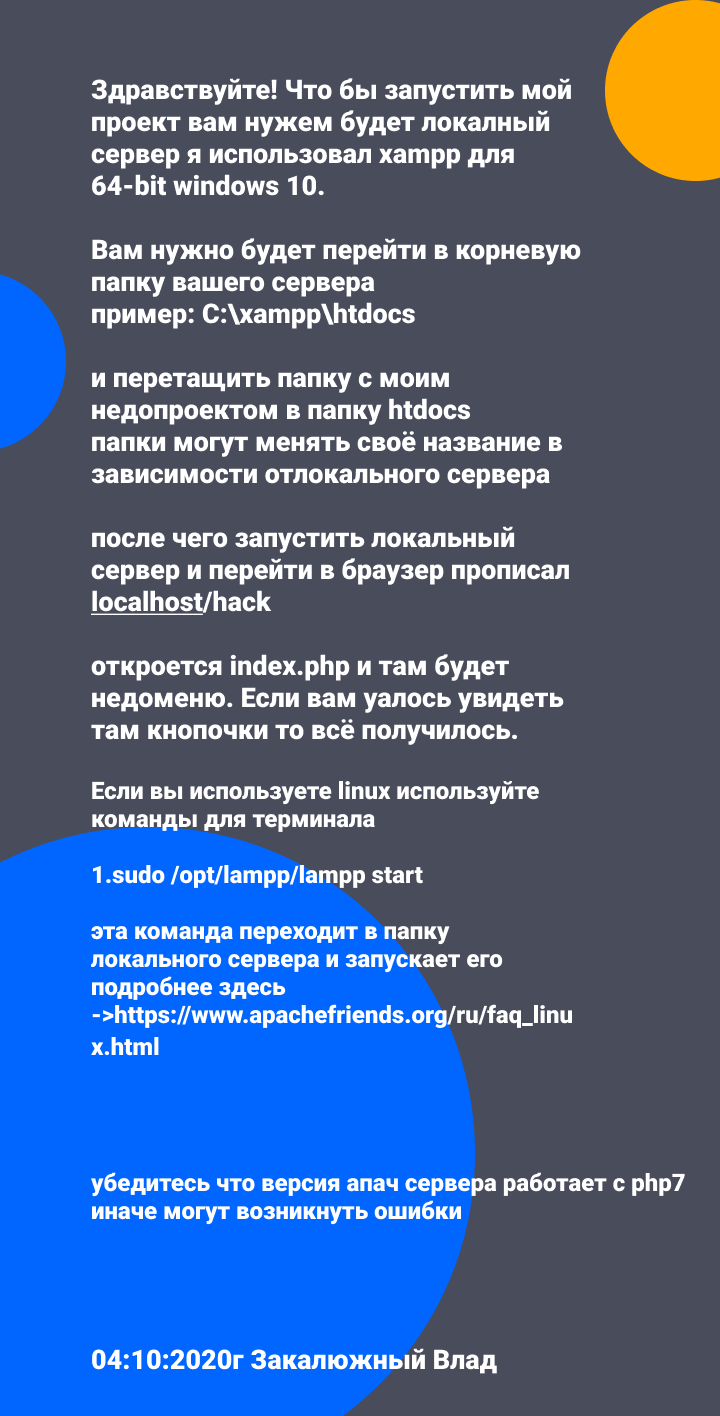 Здравствуйте! Что бы запустить мой
проект вам нужем будет локалный
сервер я использовал xampp для
64-bit windows 10.
Вам нужно будет перейти в корневую
папку вашего сервера
пример: C:\xampp\htdocs
и перетащить папку с моим
недопроектом в папку htdocs
папки могут менять своё название в
зависимости отлокального сервера
после чего запустить локальный
сервер и перейти в браузер прописал
localhost/hack
откроется index.php и там будет
недоменю. Если вам уалось увидеть
там кнопочки то всё получилось.
Если вы используете linux используйте
команды для терминала
1.sudo /opt/lampp/lampp start
эта команда переходит в папку
локального сервера и запускает его
подробнее здесь
->https://www.apachefriends.org/ru/faq_linu
x.html
убедитесь что версия апач сервера работает с php7
иначе могут возникнуть ошибки
04:10:2020г Закалюжный Влад